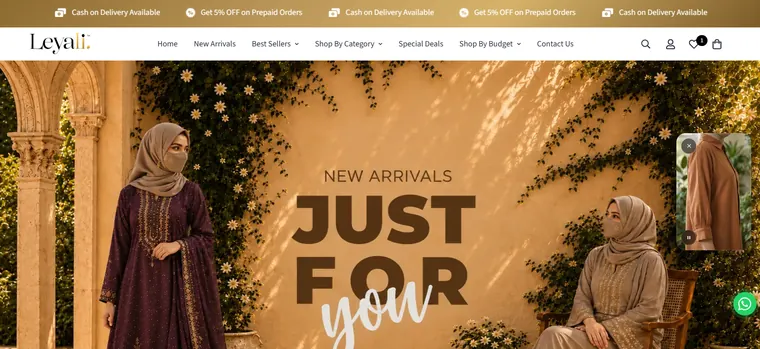 Cash on Delivery Available Get 5% OFF on Prepaid Orders Cash on Delivery Available Get 5% OFF on Prepaid Orders Cash on Delivery Available
Leyali.
Home New Arrivals Best Sellers Shop By Category Special Deals Shop By Budget Contact Us
1
NEW ARRIVALS
JUST
FOR
you